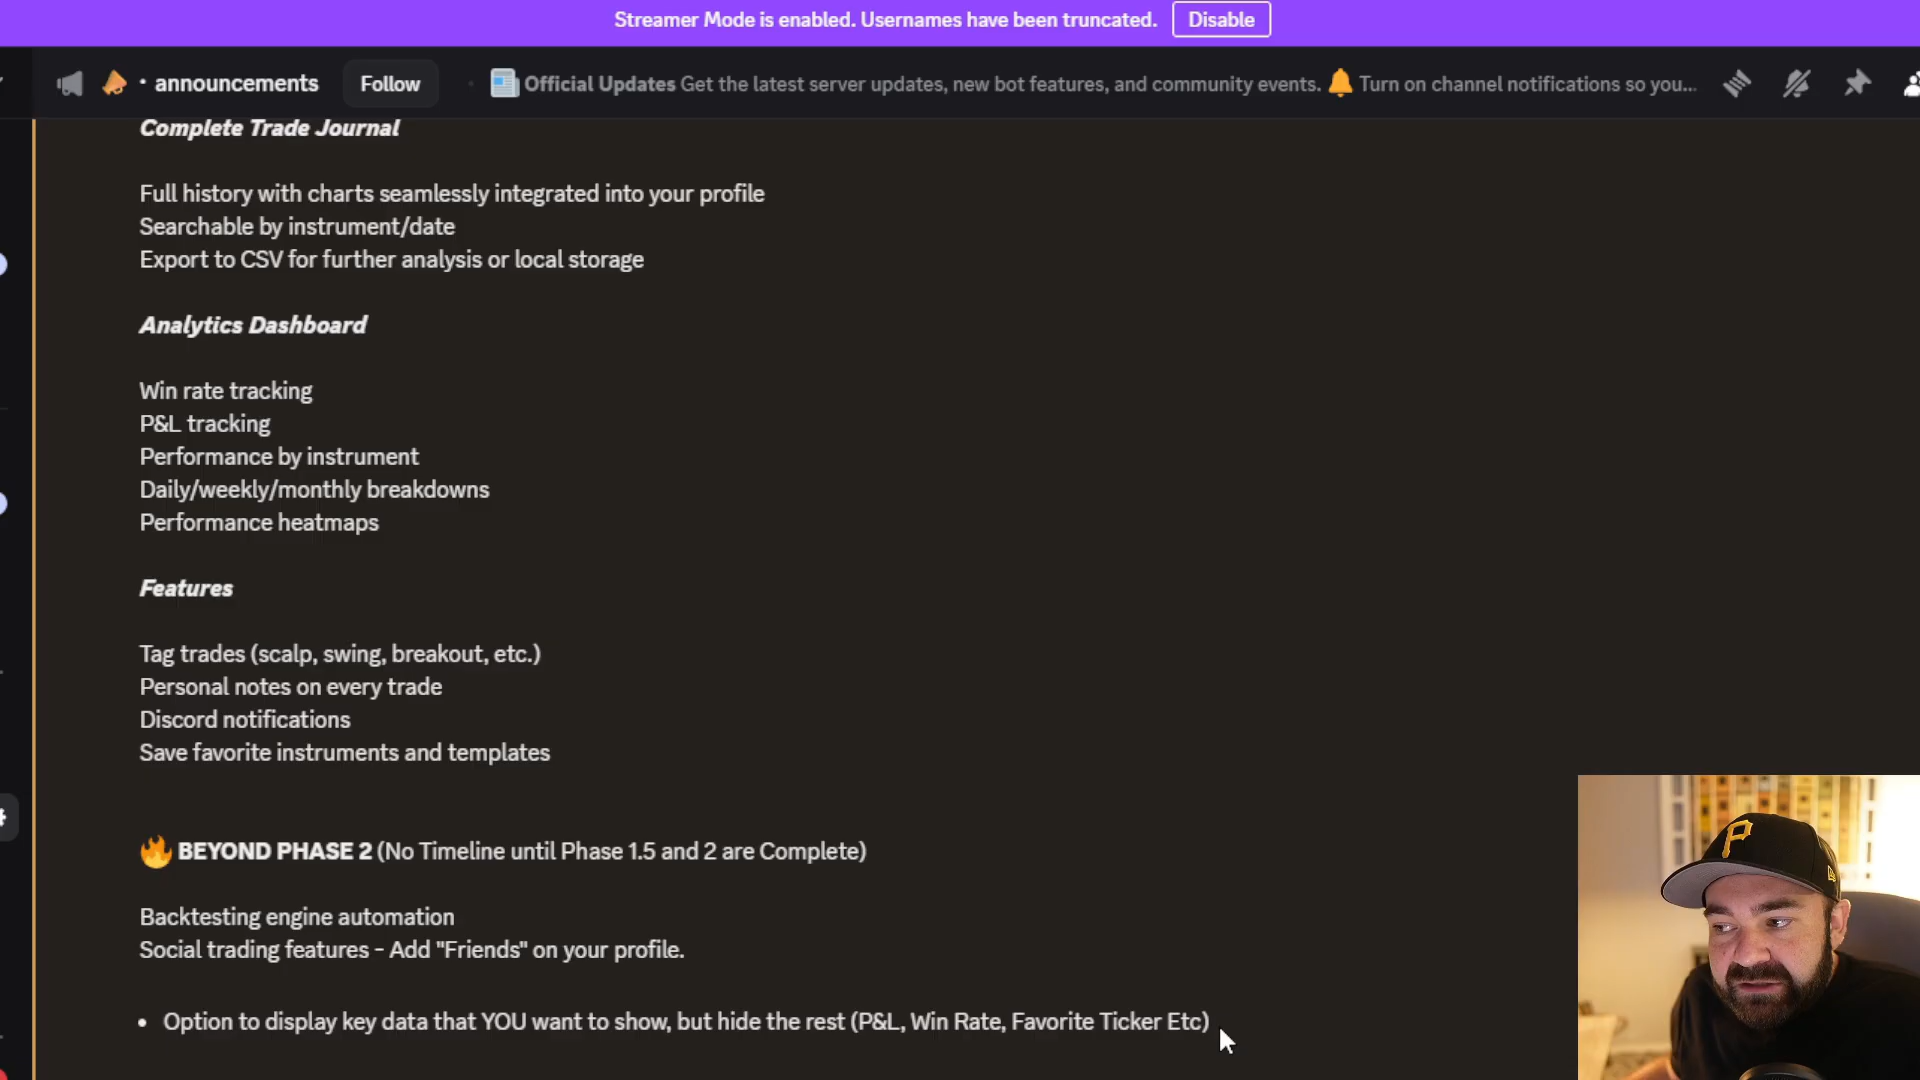 Streamer Mode is enabled. Usernames have been truncated. Disable
announcements Follow Official Updates Get the latest server updates, new bot features, and community events. Turn on channel notifications so you...
Complete Trade Journal
Full history with charts seamlessly integrated into your profile
Searchable by instrument/date
Export to CSV for further analysis or local storage
Analytics Dashboard
Win rate tracking
P&L tracking
Performance by instrument
Daily/weekly/monthly breakdowns
Performance heatmaps
Features
Tag trades (scalp, swing, breakout, etc.)
Personal notes on every trade
Discord notifications
Save favorite instruments and templates
🔥 BEYOND PHASE 2 (No Timeline until Phase 1.5 and 2 are Complete)
Backtesting engine automation
Social trading features - Add "Friends" on your profile.
• Option to display key data that YOU want to show, but hide the rest (P&L, Win Rate, Favorite Ticker Etc)
P